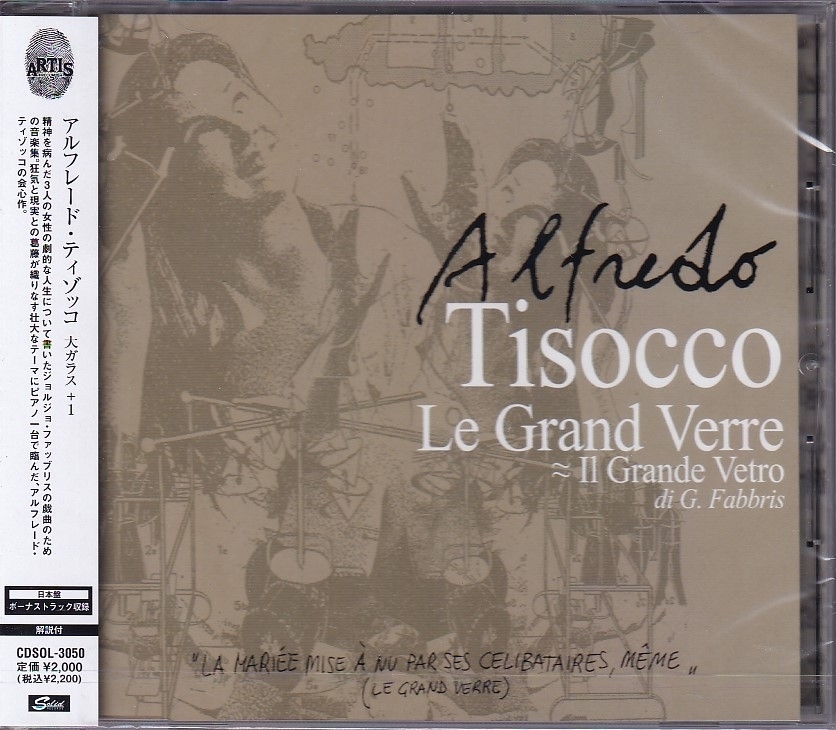 ARTIS
アルフレード・ティゾッコ 大ガラス +1
精神を病んだ3人の女性の劇的な人生について書いたジョルジョ・ファッブリスの戯曲のため
の音楽集。狂気と現実との葛藤が織りなす壮大なテーマにピアノ一台で臨んだ、アルフレード・
ティゾッコの会心作。
日本盤
ボーナストラック収録
解説付
CDSOL-3050
定価 ¥2,000
(税込¥2,200)
Solid
Alfredo
Tisocco
Le Grand Verre
≈ Il Grande Vetro
di G. Fabbris
"LA MARIÉE MISE À NU PAR SES CELIBATAIRES, MÊME"
(LE GRAND VERRE)